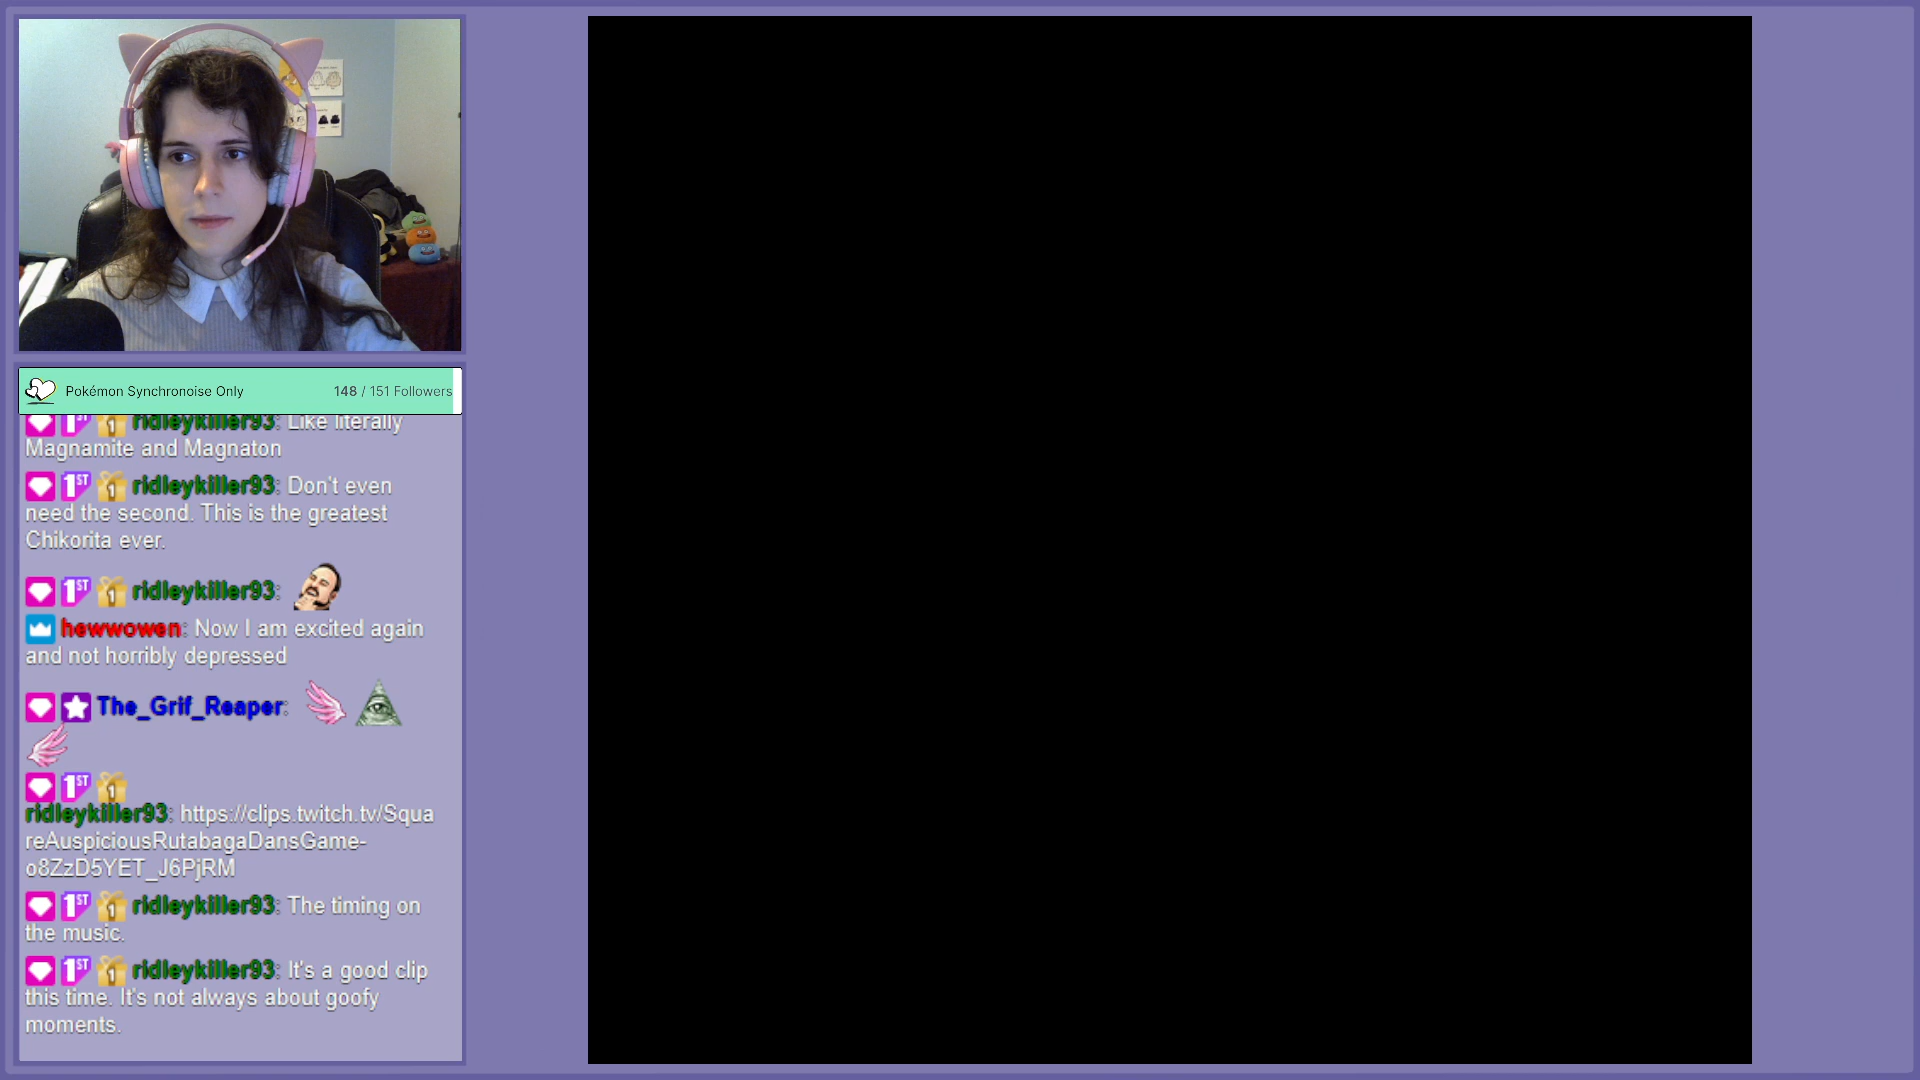 Pokémon Synchronoise Only 148 / 151 Followers
ridleykiller93: Like literally
Magnamite and Magnaton
ridleykiller93: Don't even
need the second. This is the greatest
Chikorita ever.
ridleykiller93:
hewwowen: Now I am excited again
and not horribly depressed
The_Grif_Reaper:
ridleykiller93: https://clips.twitch.tv/Squa
reAuspiciousRutabagaDansGame-
o8ZzD5YET_J6PjRM
ridleykiller93: The timing on
the music.
ridleykiller93: It's a good clip
this time. It's not always about goofy
moments.